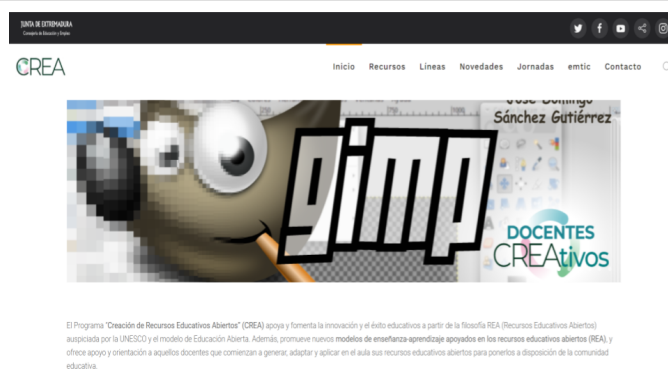 JUNTA DE EXTREMADURA
Consejería de Educación y Empleo
CREA
Inicio Recursos Líneas Novedades Jornadas emtic Contacto
José Domingo
Sánchez Gutiérrez
gimp
DOCENTES
CREAtivos
El Programa "Creación de Recursos Educativos Abiertos" (CREA) apoya y fomenta la innovación y el éxito educativos a partir de la filosofía REA (Recursos Educativos Abiertos)
auspiciada por la UNESCO y el modelo de Educación Abierta. Además, promueve nuevos modelos de enseñanza-aprendizaje apoyados en los recursos educativos abiertos (REA), y
ofrece apoyo y orientación a aquellos docentes que comienzan a generar, adaptar y aplicar en el aula sus recursos educativos abiertos para ponerlos a disposición de la comunidad
educativa.